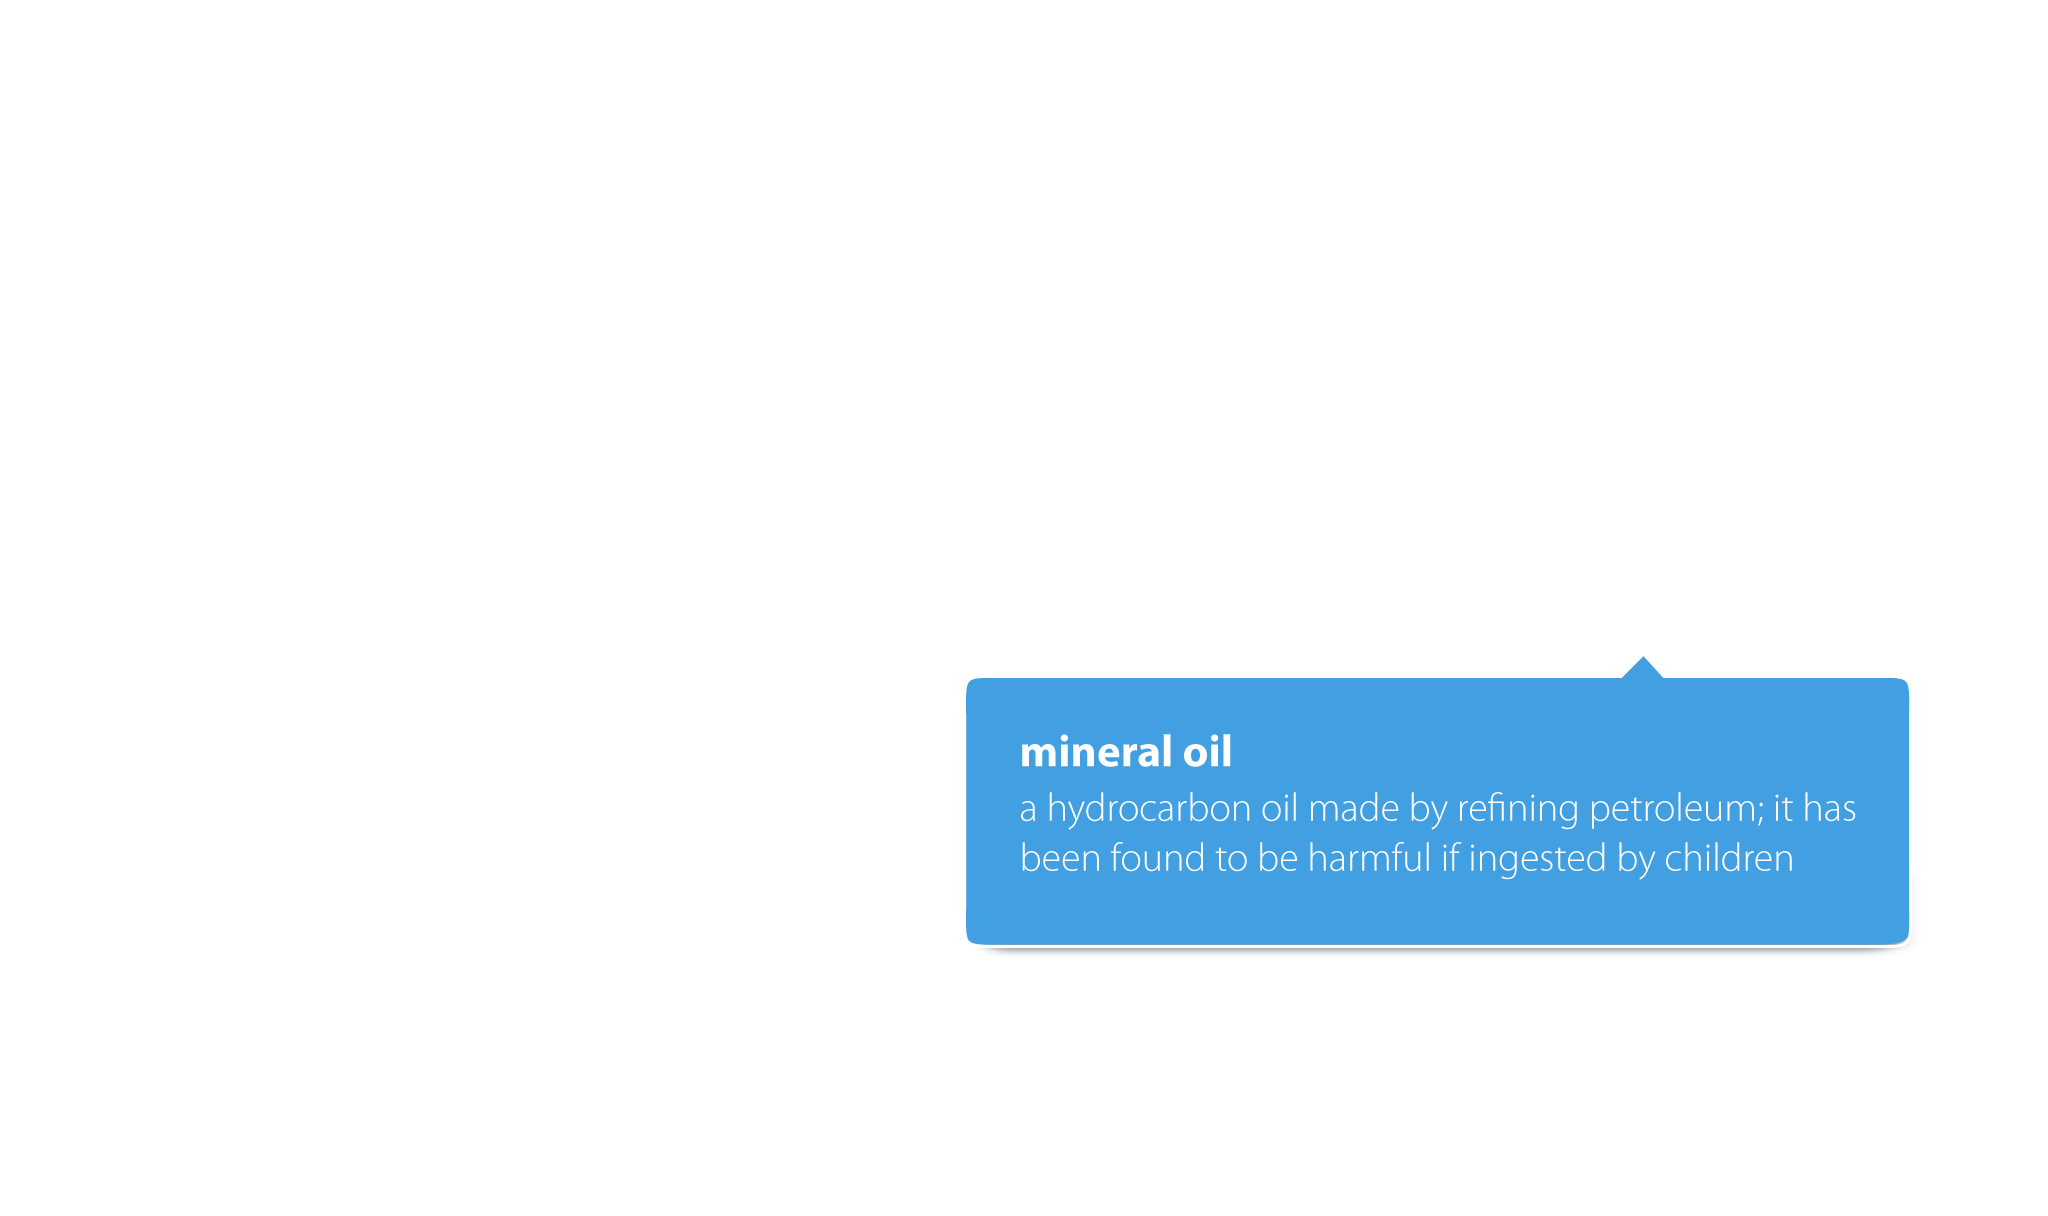 mineral oil
a hydrocarbon oil made by refining petroleum; it has
been found to be harmful if ingested by children